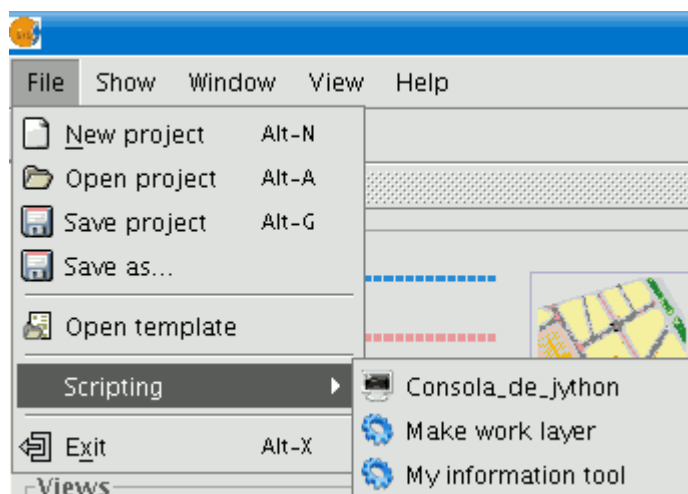 File Show Window View Help
New project Alt-N
Open project Alt-A
Save project Alt-G
Save as...
Open template
Scripting
Consola_de_jython
Make work layer
Exit Alt-X
My information tool
Views